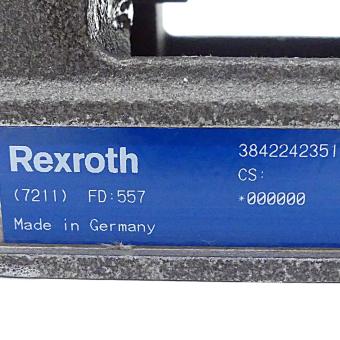 Rexroth
(7211) FD:557
Made in Germany
3842242351
CS:
*000000